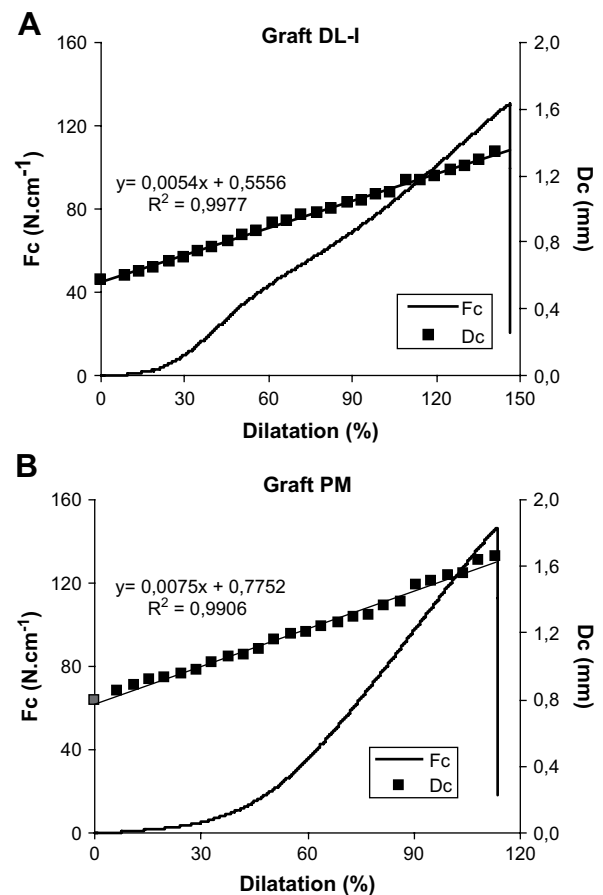 A
Graft DL-I
160
120
80
40
0
Fc (N.cm⁻¹)
2,0
1,6
1,2
0,8
0,4
0,0
Dc (mm)
y= 0,0054x + 0,5556
R² = 0,9977
Fc
Dc
0 30 60 90 120 150
Dilatation (%)
B
Graft PM
160
120
80
40
0
Fc (N.cm⁻¹)
2,0
1,6
1,2
0,8
0,4
0,0
Dc (mm)
y= 0,0075x + 0,7752
R² = 0,9906
Fc
Dc
0 30 60 90 120
Dilatation (%)